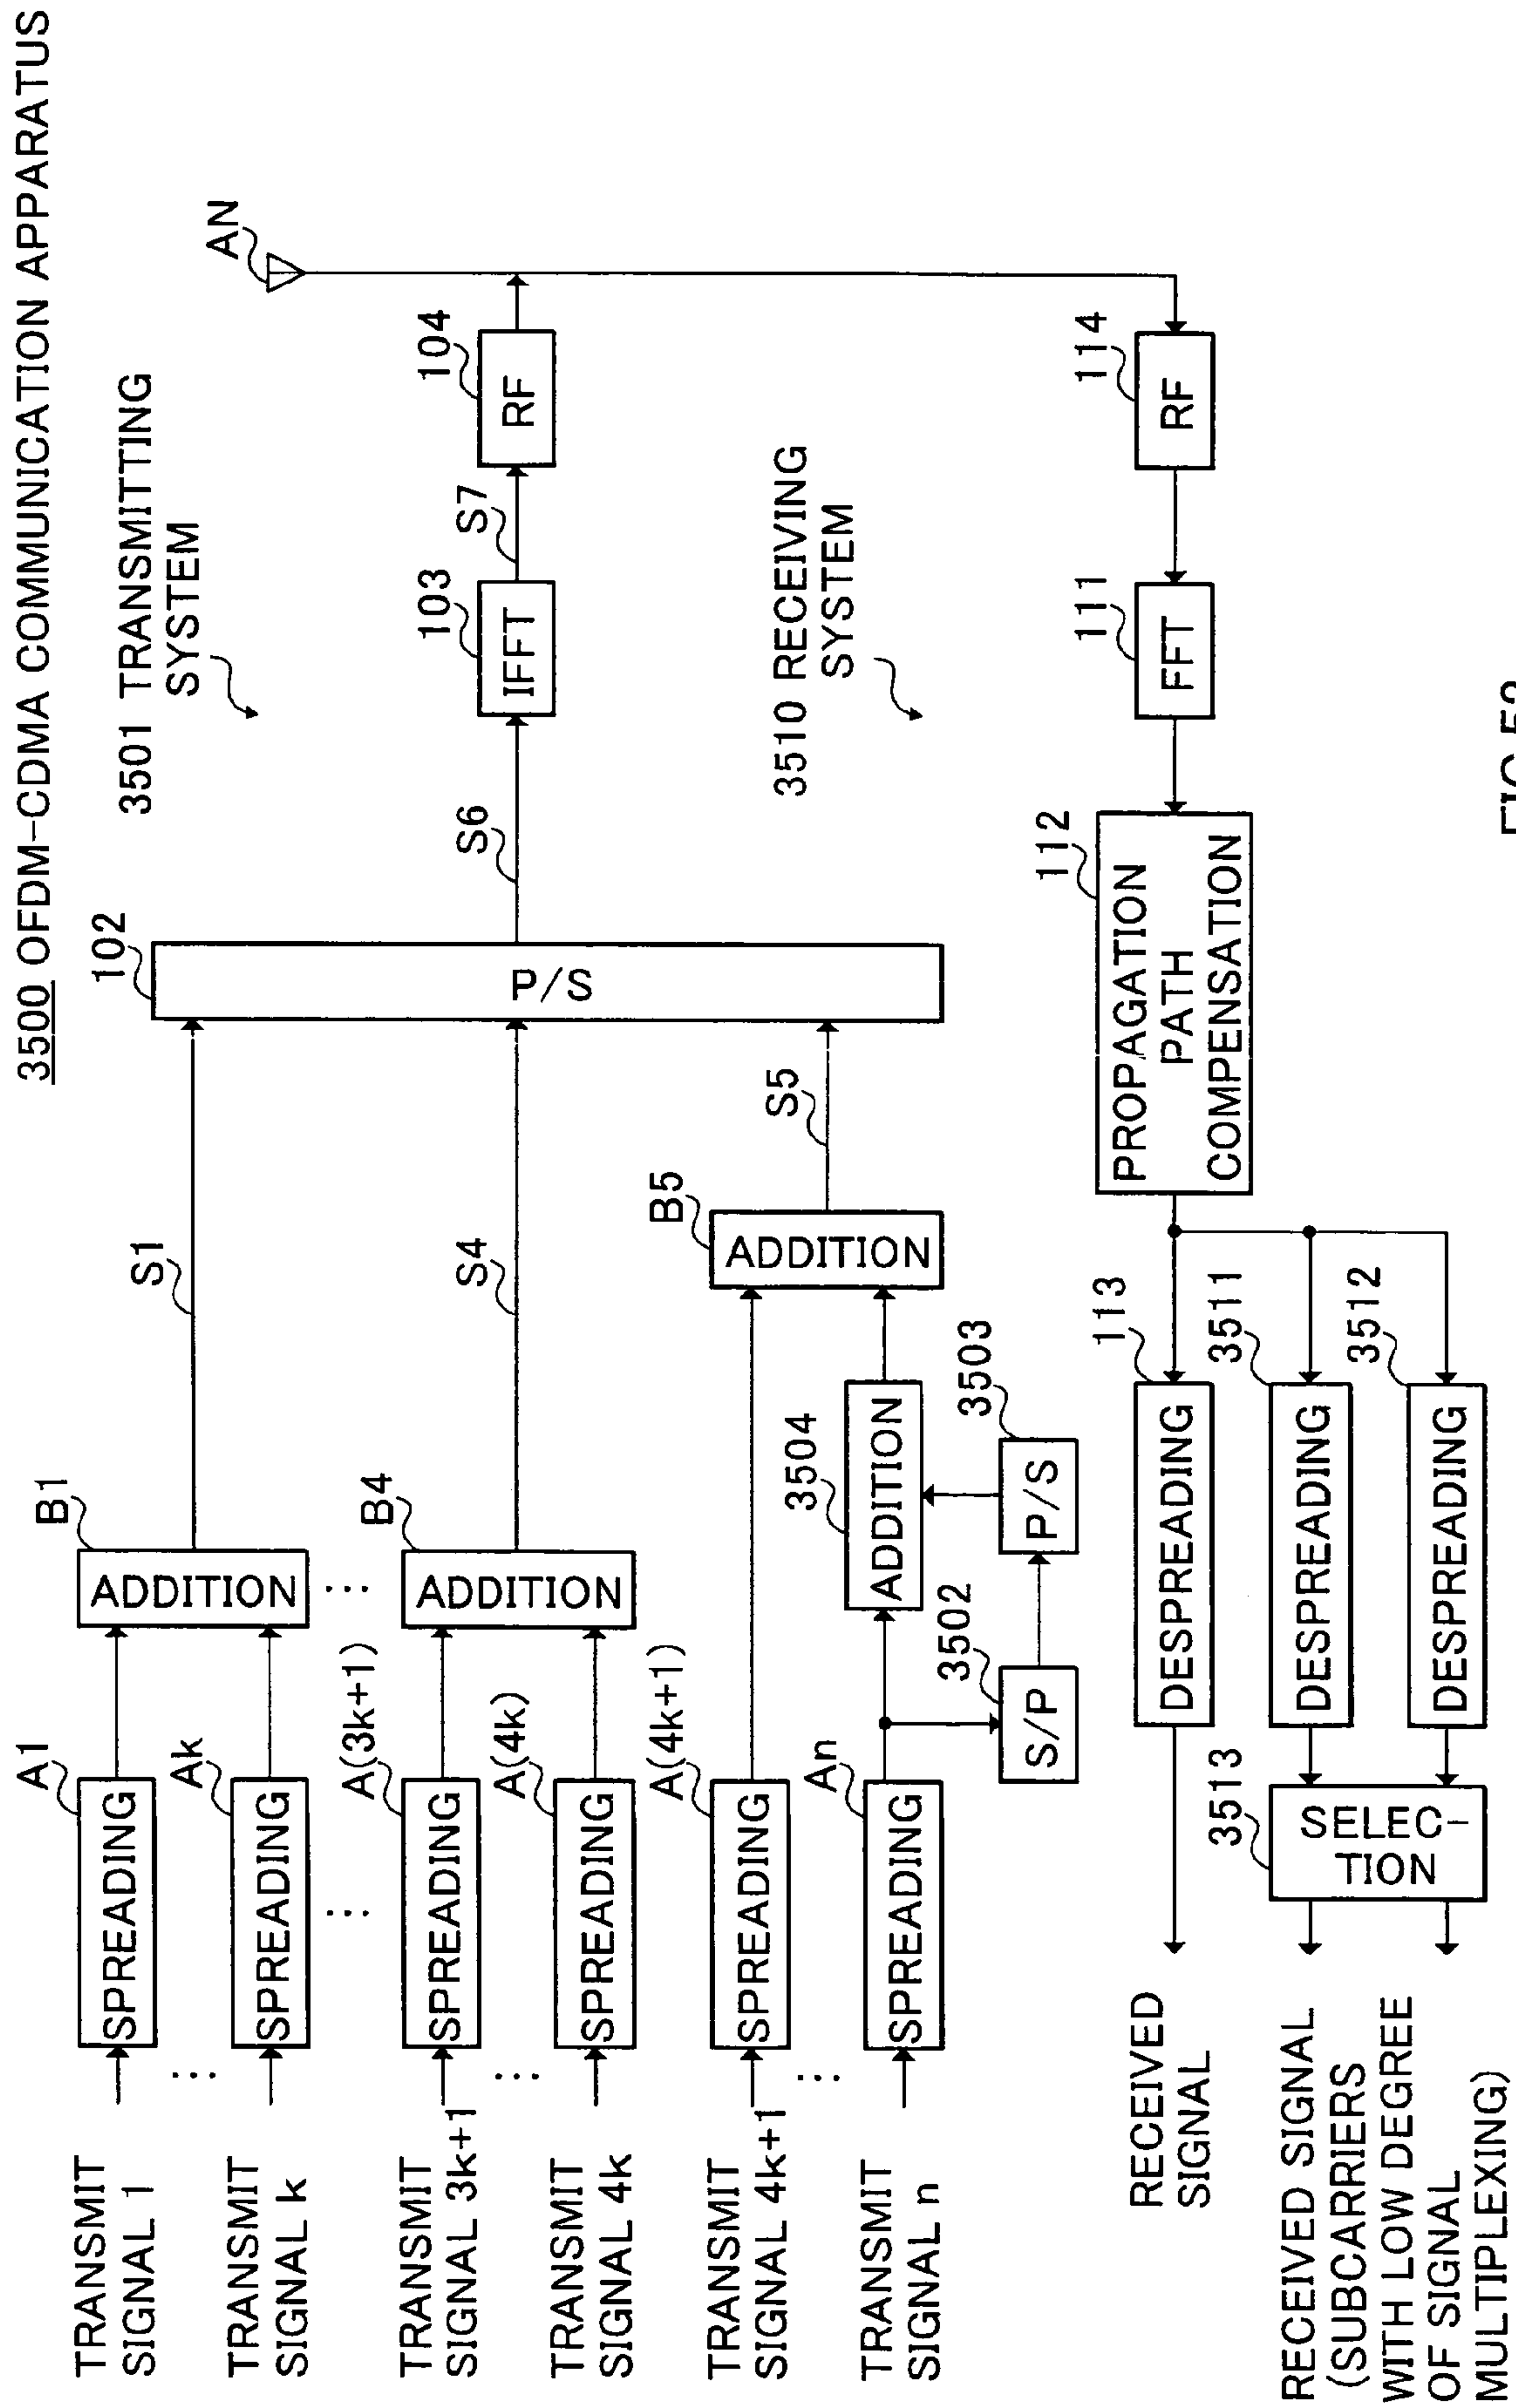 3500 OFDM-CDMA COMMUNICATION APPARATUS
3501 TRANSMITTING
SYSTEM
AN
TRANSMIT
SIGNAL 1
SPREADING
A1
ADDITION
B1
S1
102
P/S
TRANSMIT
SIGNAL k
SPREADING
Ak
...
...
...
TRANSMIT
SIGNAL 3k+1
SPREADING
A(3k+1)
ADDITION
B4
S4
S6
IFFT
103
S7
RF
104
...
TRANSMIT
SIGNAL 4k
SPREADING
A(4k)
TRANSMIT
SIGNAL 4k+1
SPREADING
A(4k+1)
ADDITION
B5
S5
...
TRANSMIT
SIGNAL n
SPREADING
An
ADDITION
3504
S/P
3502
P/S
3503
3510 RECEIVING
SYSTEM
RECEIVED
SIGNAL
DESPREADING
113
PROPAGATION
PATH
COMPENSATION
112
FFT
111
RF
114
RECEIVED SIGNAL
(SUBCARRIERS
WITH LOW DEGREE
OF SIGNAL
MULTIPLEXING)
SELEC-
TION
3513
DESPREADING
3511
DESPREADING
3512